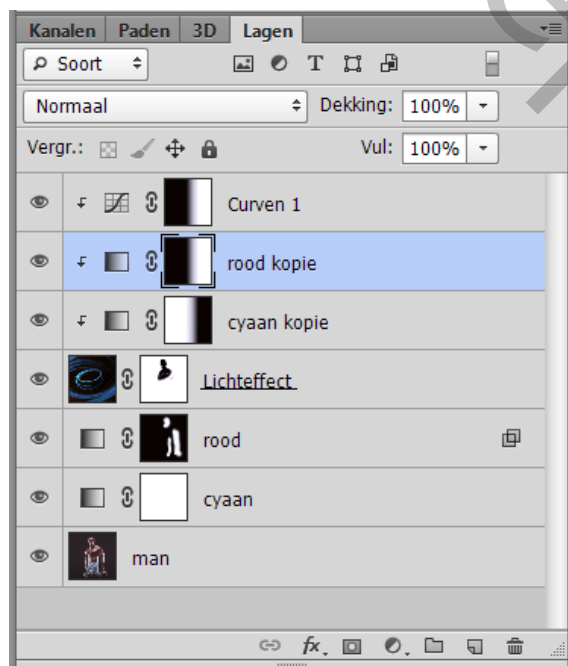 Kanalen Paden 3D Lagen
Soort
Normaal Dekking: 100%
Vergr.: Vul: 100%
Curven 1
rood kopie
cyaan kopie
Lichteffect
rood
cyaan
man
fx